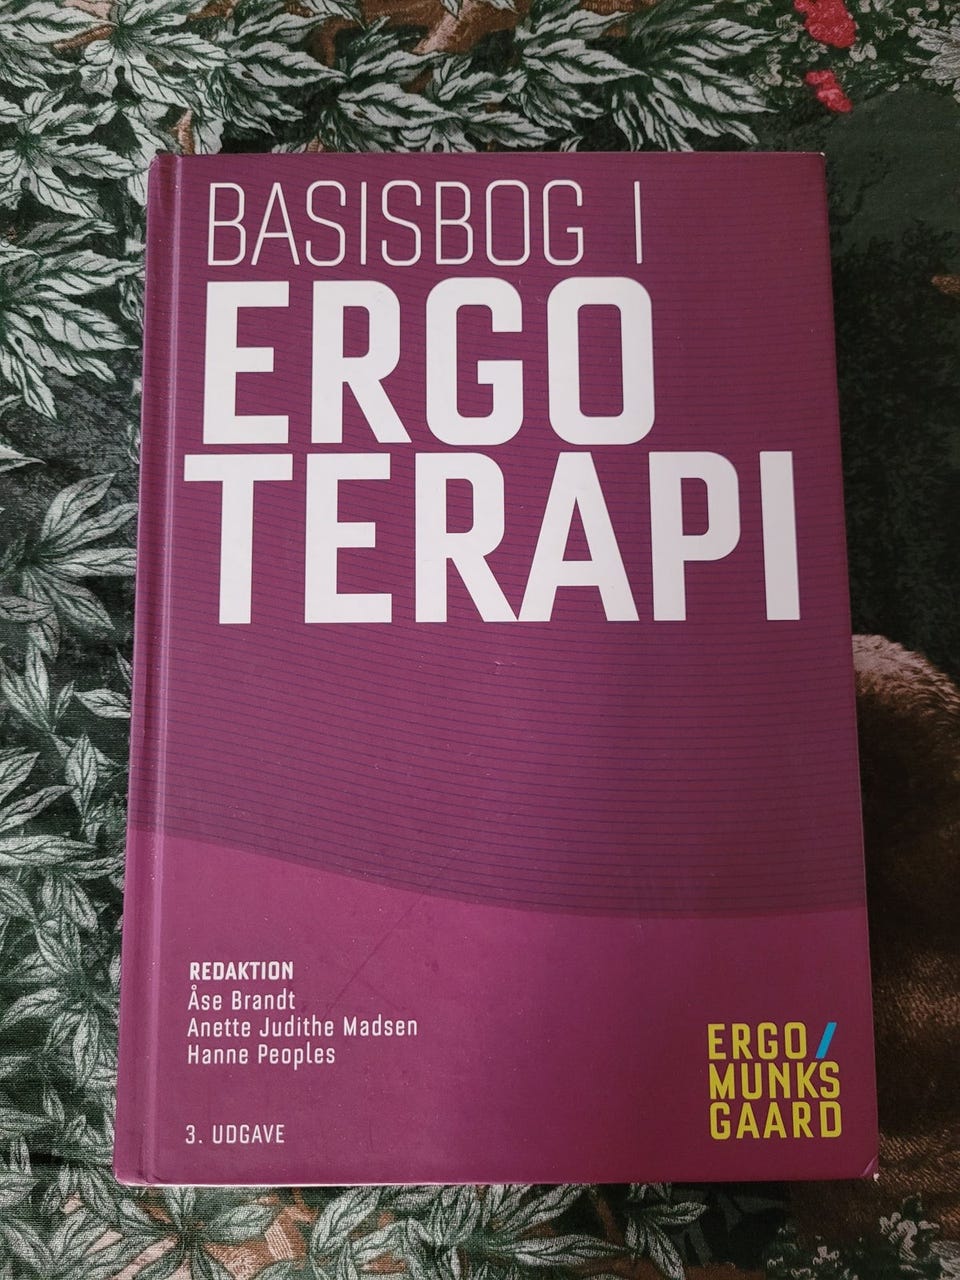 BASISBOG I
ERGO
TERAPI
REDAKTION
Åse Brandt
Anette Judithe Madsen
Hanne Peoples
3. UDGAVE
ERGO/
MUNKS
GAARD